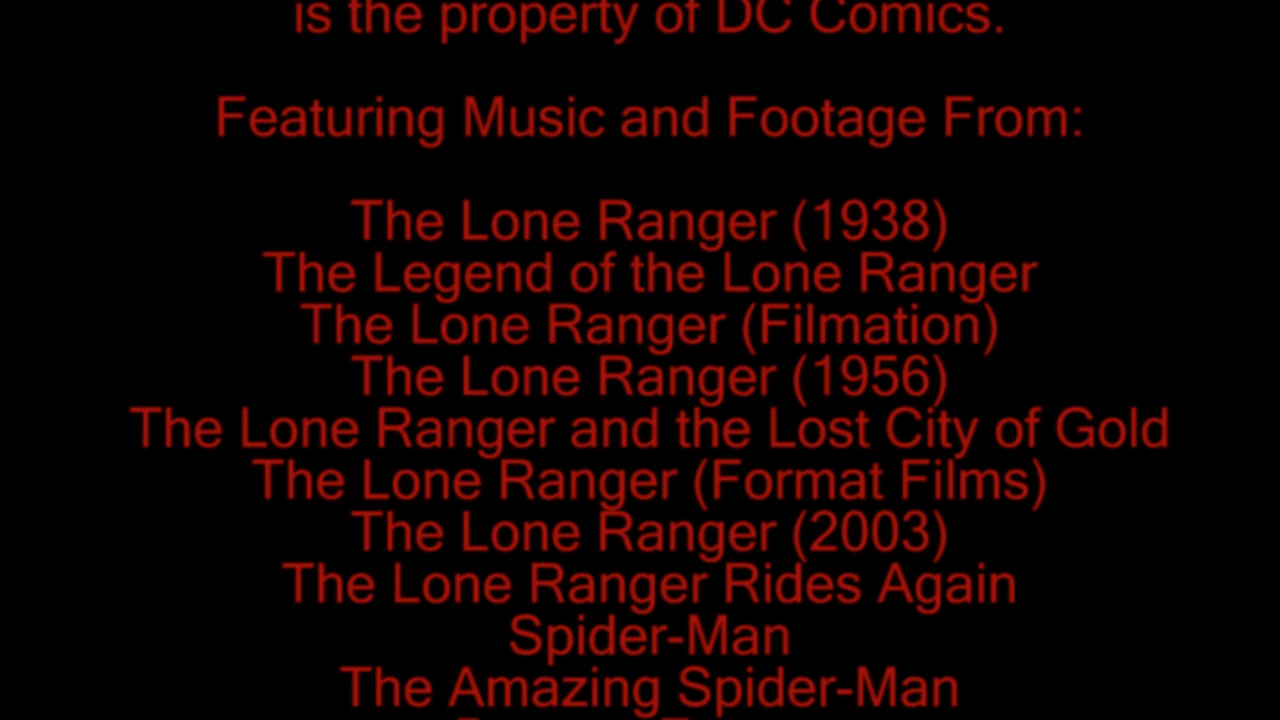 is the property of DC Comics.
Featuring Music and Footage From:
The Lone Ranger (1938)
The Legend of the Lone Ranger
The Lone Ranger (Filmation)
The Lone Ranger (1956)
The Lone Ranger and the Lost City of Gold
The Lone Ranger (Format Films)
The Lone Ranger (2003)
The Lone Ranger Rides Again
Spider-Man
The Amazing Spider-Man